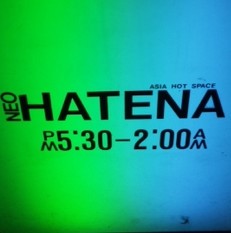 ASIA HOT SPACE
NEO HATENA
PM5:30-2:00AM